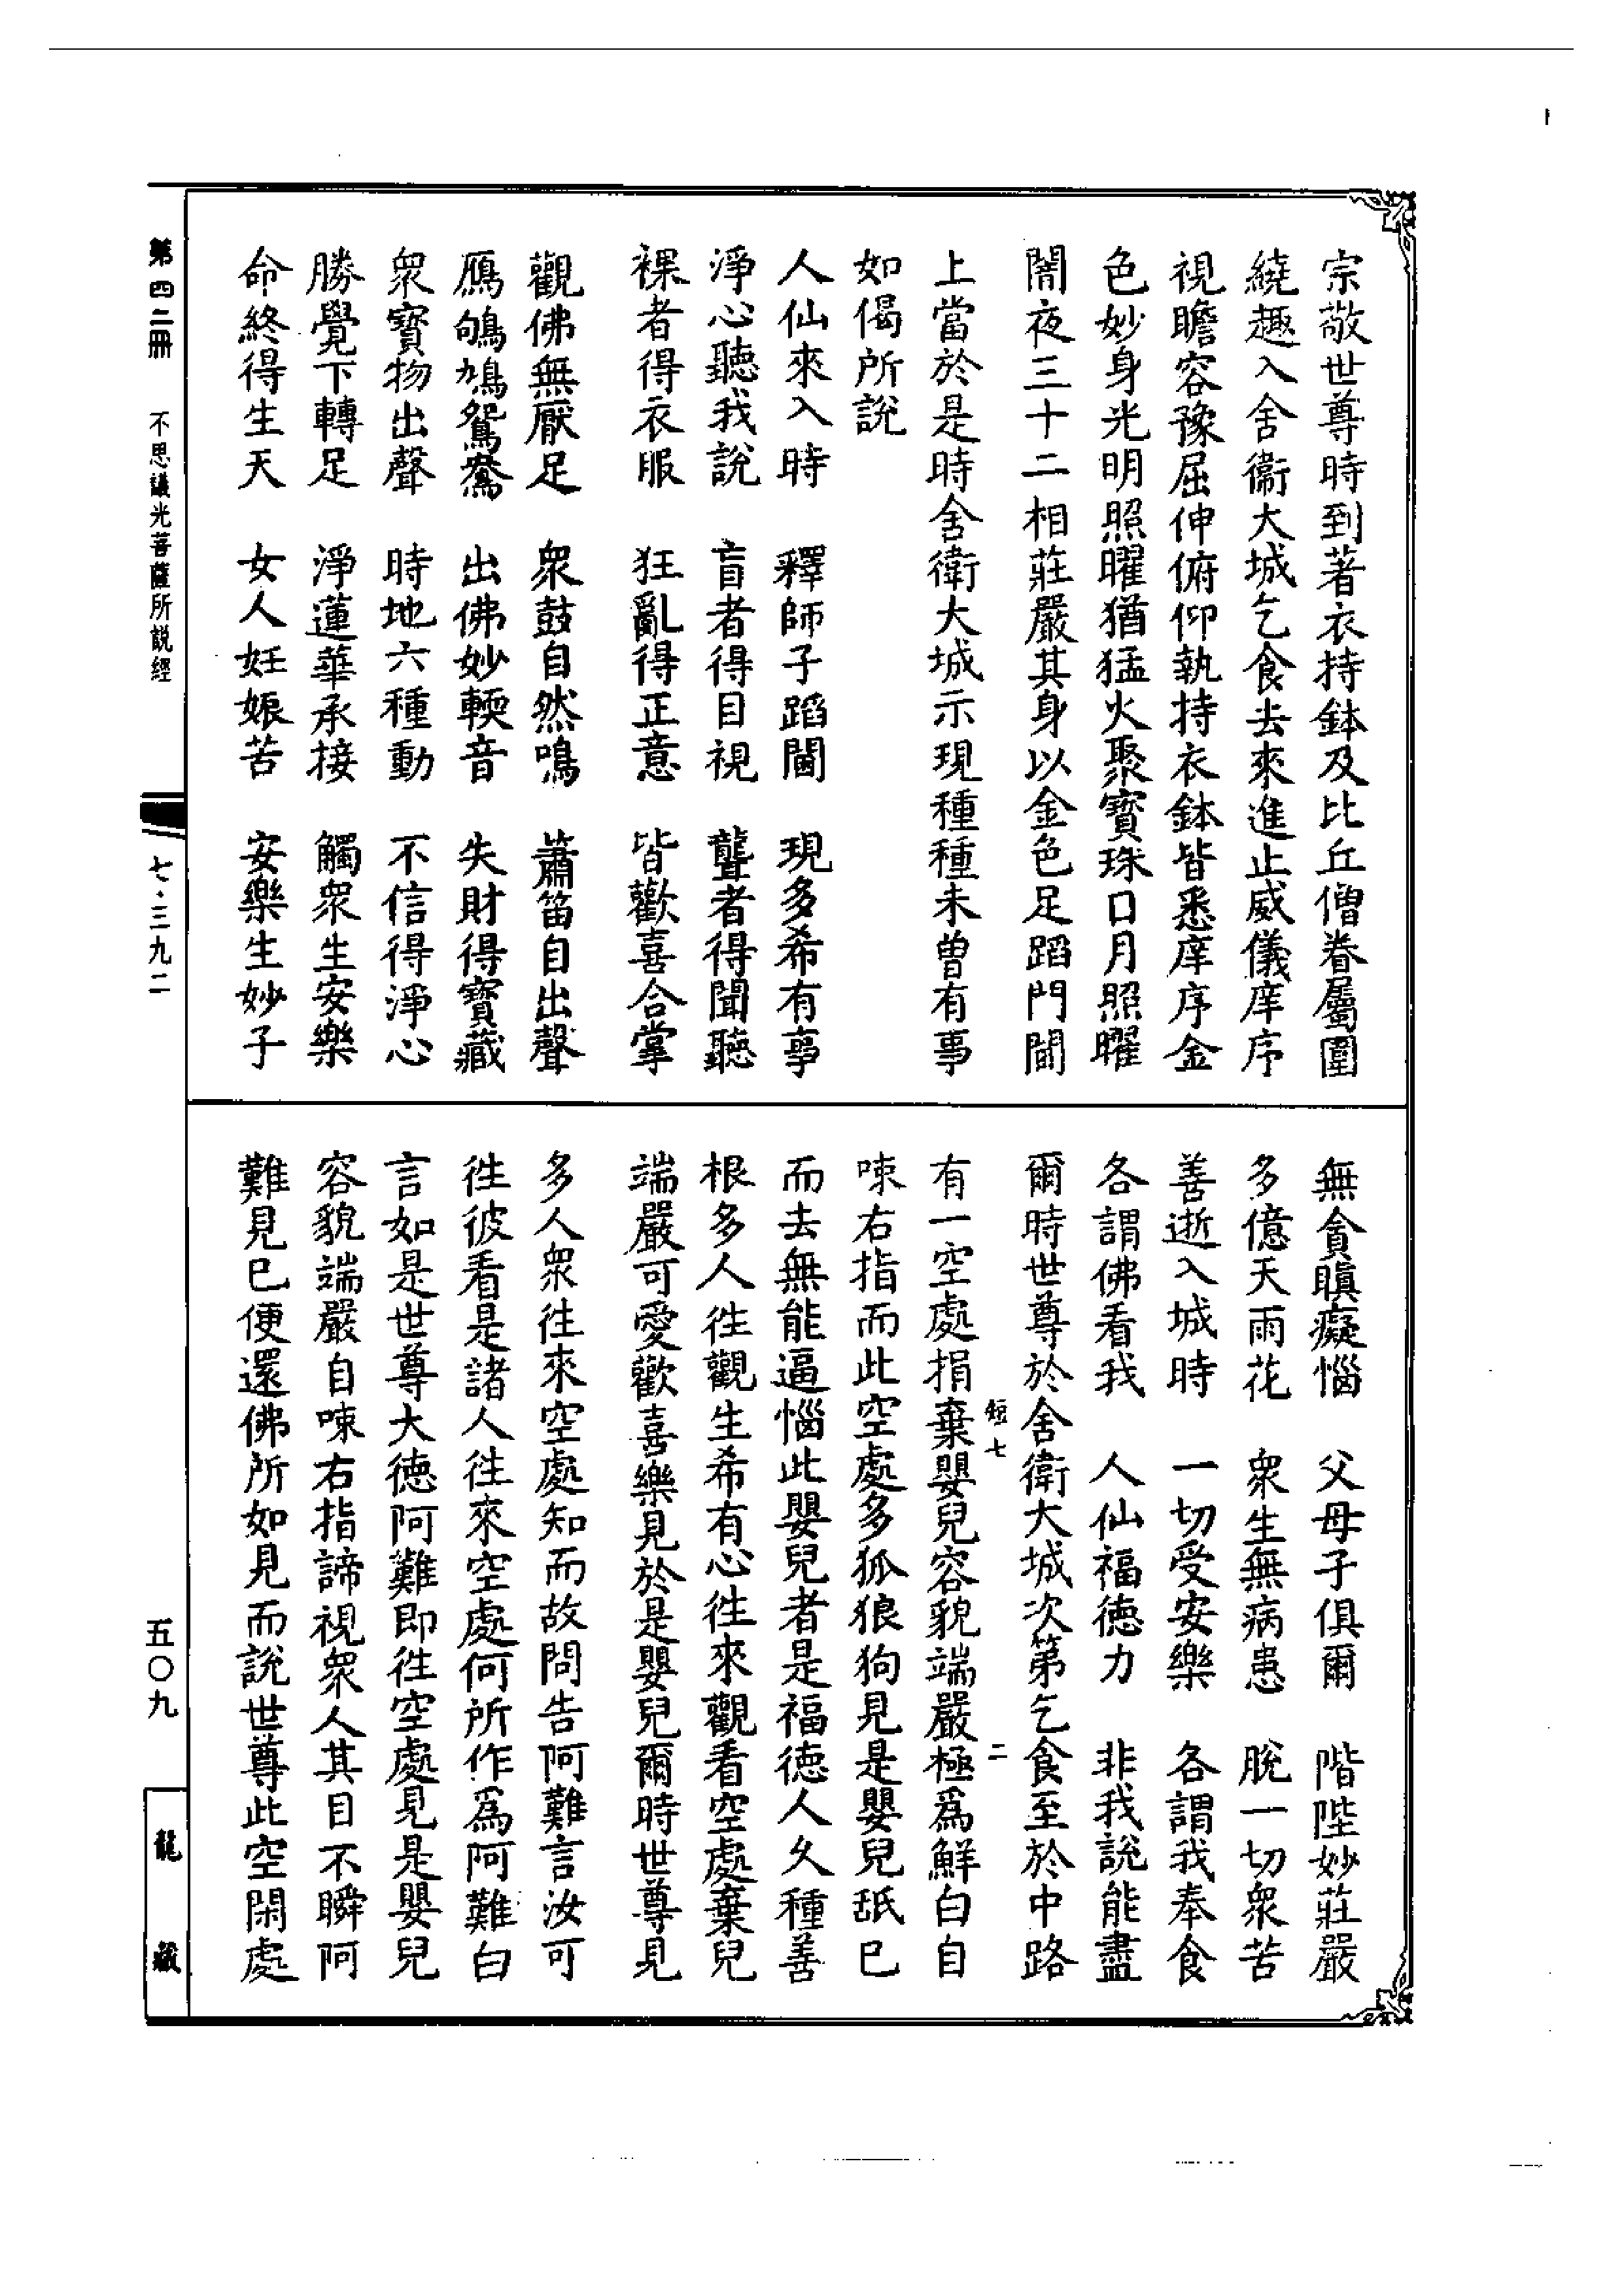 宗敬世尊時到著衣持鉢及比丘僧眷屬圍
繞趣入舍衞大城乞食去來進止威儀庠序
視瞻容豫屈伸俯仰執持衣鉢皆悉庠序金
色妙身光明照曜猶猛火聚寶珠日月照曜
闇夜三十二相莊嚴其身以金色足蹈門閫
上當於是時舍衛大城示現種種未曾有事
如偈所說
人仙來入時　釋師子蹈閫　現多希有事
淨心聽我說　盲者得目視　聾者得聞聽
裸者得衣服　狂亂得正意　皆歡喜合掌
觀佛無厭足　衆鼓自然鳴　簫笛自出聲
鴈鵠鳩鴛鴦　出佛妙輭音　失財得寶藏
衆寶物出聲　時地六種動　不信得淨心
勝覺下轉足　淨蓮華承接　觸衆生安樂
命終得生天　女人妊娠苦　安樂生妙子
無貪瞋癡惱　父母子俱爾　階陛妙莊嚴
多億天雨花　衆生無病患　脫一切衆苦
善逝入城時　一切受安樂　各謂我奉食
各謂佛看我　人仙福德力　非我說能盡
爾時世尊於舍衛大城次第乞食至於中路
有一空處捐棄嬰兒容貌端嚴極爲鮮白自
㖒右指而此空處多狐狼狗見是嬰兒舐已
而去無能逼惱此嬰兒者是福德人久種善
根多人徃觀生希有心徃來觀看空處棄兒
端嚴可愛歡喜樂見於是嬰兒爾時世尊見
多人衆徃來空處知而故問告阿難言汝可
徃彼看是諸人徃來空處何所作爲阿難白
言如是世尊大德阿難即徃空處見是嬰兒
容貌端嚴自㖒右指諦視衆人其目不瞬阿
難見已便還佛所如見而說世尊此空閑處
短七
二
第四二冊　不思議光菩薩所說經
七·三九二
五〇九
龍藏